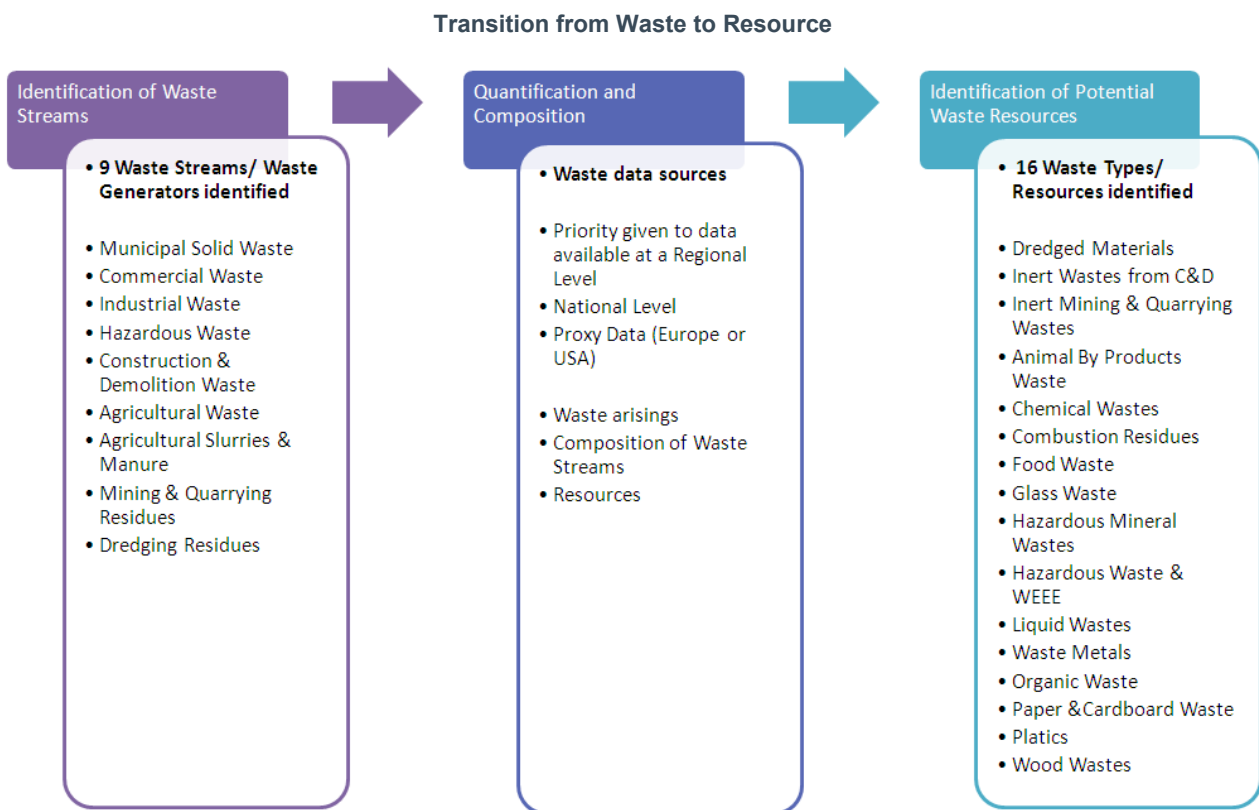 Transition from Waste to Resource
Identification of Waste
Streams
• 9 Waste Streams/ Waste
Generators identified
• Municipal Solid Waste
• Commercial Waste
• Industrial Waste
• Hazardous Waste
• Construction &
Demolition Waste
• Agricultural Waste
• Agricultural Slurries &
Manure
• Mining & Quarrying
Residues
• Dredging Residues
Quantification and
Composition
• Waste data sources
• Priority given to data
available at a Regional
Level
• National Level
• Proxy Data (Europe or
USA)
• Waste arisings
• Composition of Waste
Streams
• Resources
Identification of Potential
Waste Resources
• 16 Waste Types/
Resources identified
• Dredged Materials
• Inert Wastes from C&D
• Inert Mining & Quarrying
Wastes
• Animal By Products
Waste
• Chemical Wastes
• Combustion Residues
• Food Waste
• Glass Waste
• Hazardous Mineral
Wastes
• Hazardous Waste &
WEEE
• Liquid Wastes
• Waste Metals
• Organic Waste
• Paper &Cardboard Waste
• Platics
• Wood Wastes